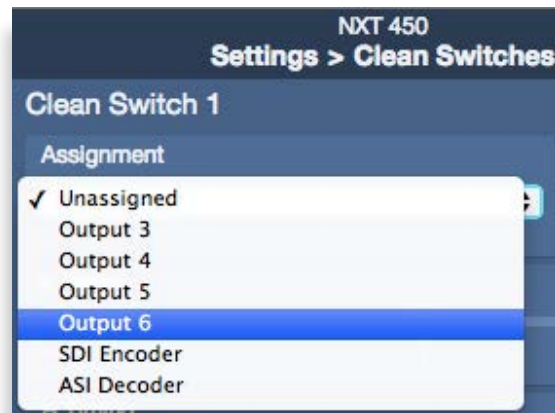 NXT 450
Settings > Clean Switches
Clean Switch 1
Assignment
✓ Unassigned
Output 3
Output 4
Output 5
Output 6
SDI Encoder
ASI Decoder